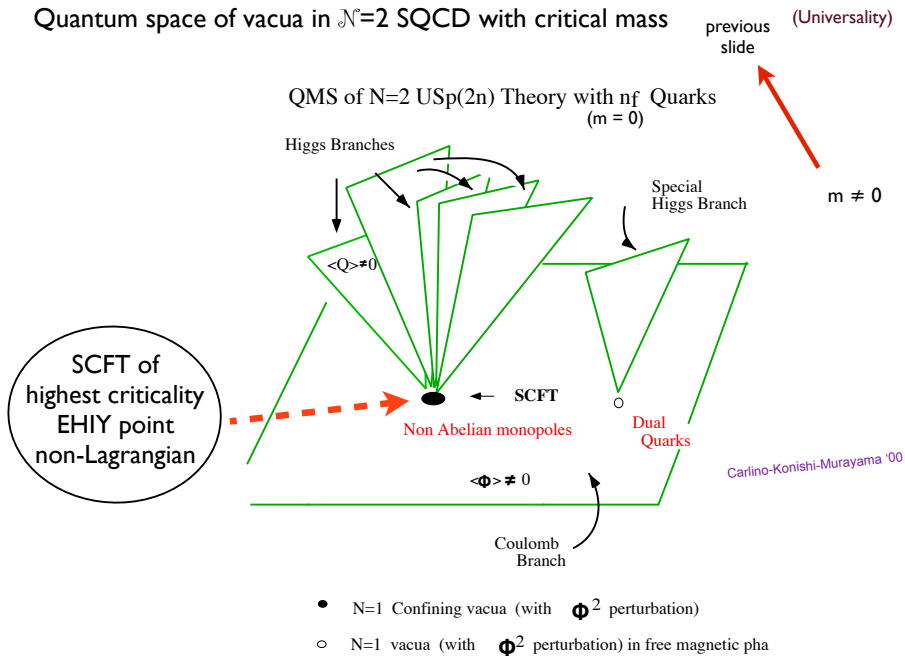 Quantum space of vacua in 𝒩=2 SQCD with critical mass
(Universality)
previous
slide
QMS of N=2 USp(2n) Theory with nf Quarks
(m = 0)
Higgs Branches
Special
Higgs Branch
m ≠ 0
<Q>≠0
SCFT of
highest criticality
EHIY point
non-Lagrangian
SCFT
Non Abelian monopoles
Dual
Quarks
Carlino-Konishi-Murayama ‘00
<Φ> ≠ 0
Coulomb
Branch
N=1 Confining vacua (with Φ² perturbation)
N=1 vacua (with Φ² perturbation) in free magnetic pha